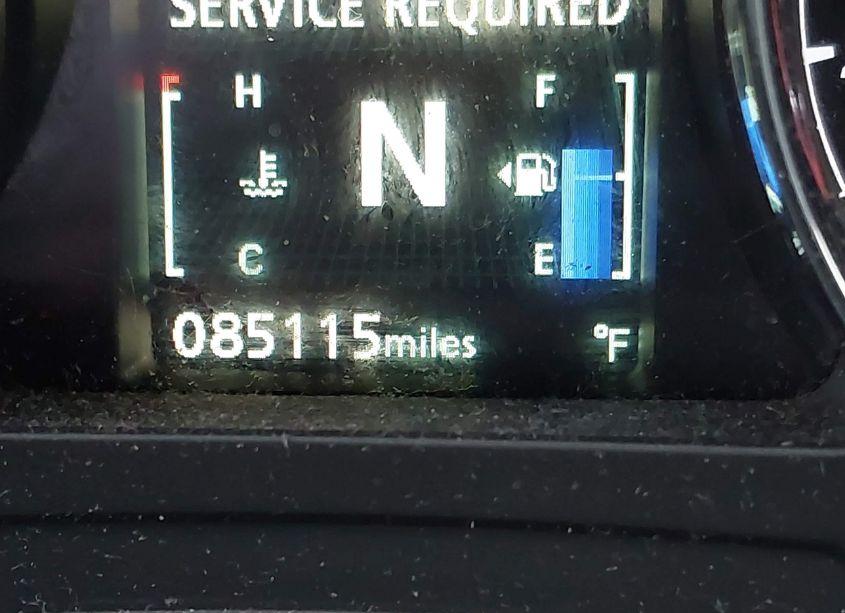 SERVICE REQUIRED
H N F
C E
085115miles °F